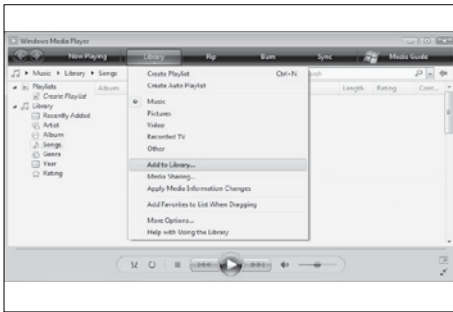 Windows Media Player
Now Playing Library Rip Burn Sync Media Guide
Music Library Songs
Playlists
Create Playlist
Library
Recently Added
Artist
Album
Songs
Genre
Year
Rating
Album Length Rating
Create Playlist Ctrl+N
Create Auto Playlist
Music
Pictures
Video
Recorded TV
Other
Add to Library...
Media Sharing...
Apply Media Information Changes
Add Favorites to List When Dragging
More Options...
Help with Using the Library